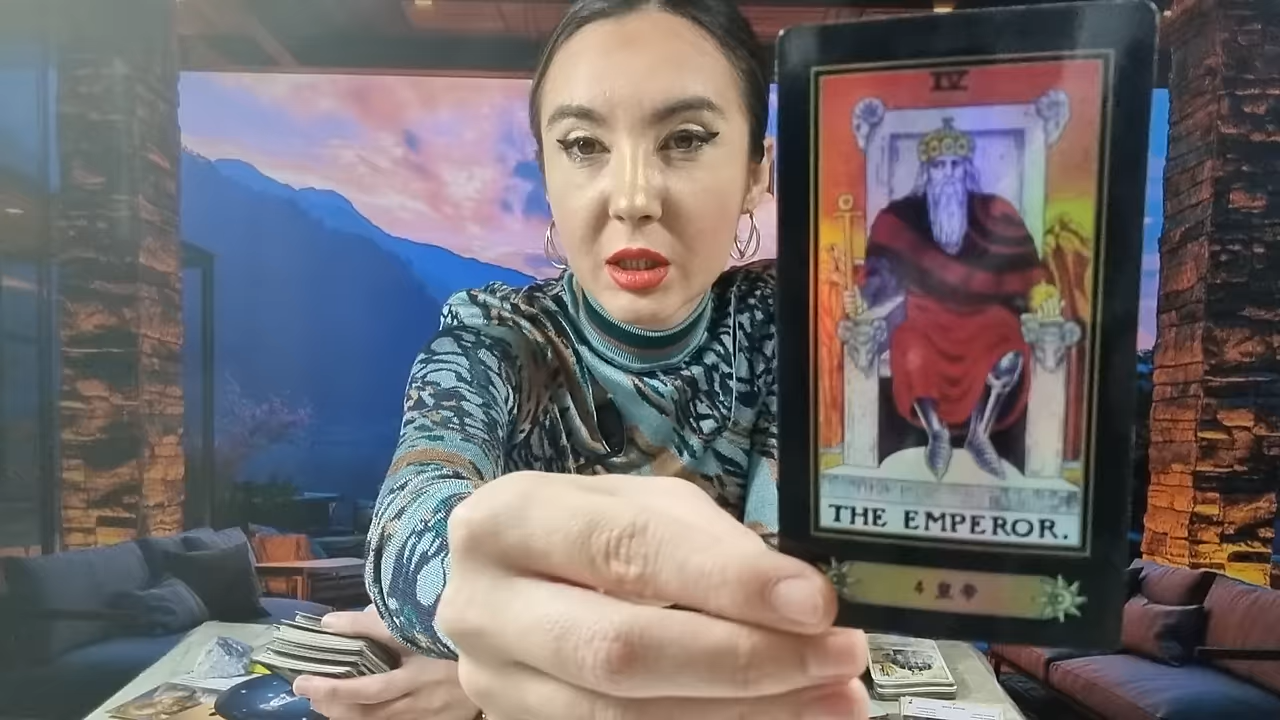 IV
THE EMPEROR.
4 皇帝